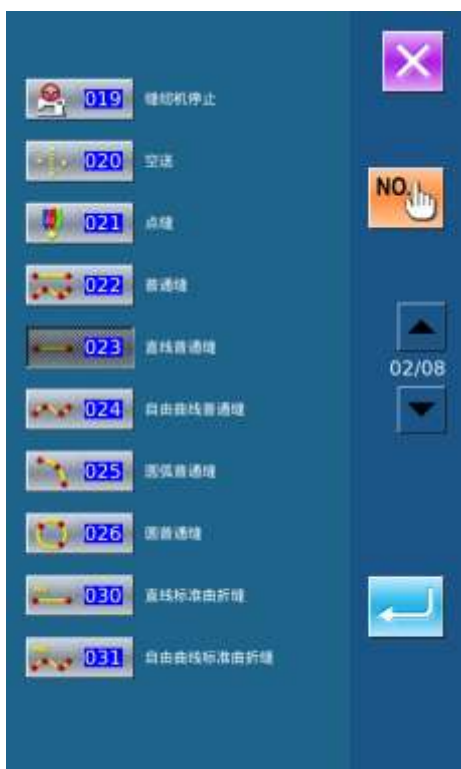 019 缝纫机停止
020 空送
NO.
021 点缝
022 普通缝
023 直线普通缝
02/08
024 自由曲线普通缝
025 圆弧普通缝
026 圆普通缝
030 直线标准曲折缝
031 自由曲线标准曲折缝